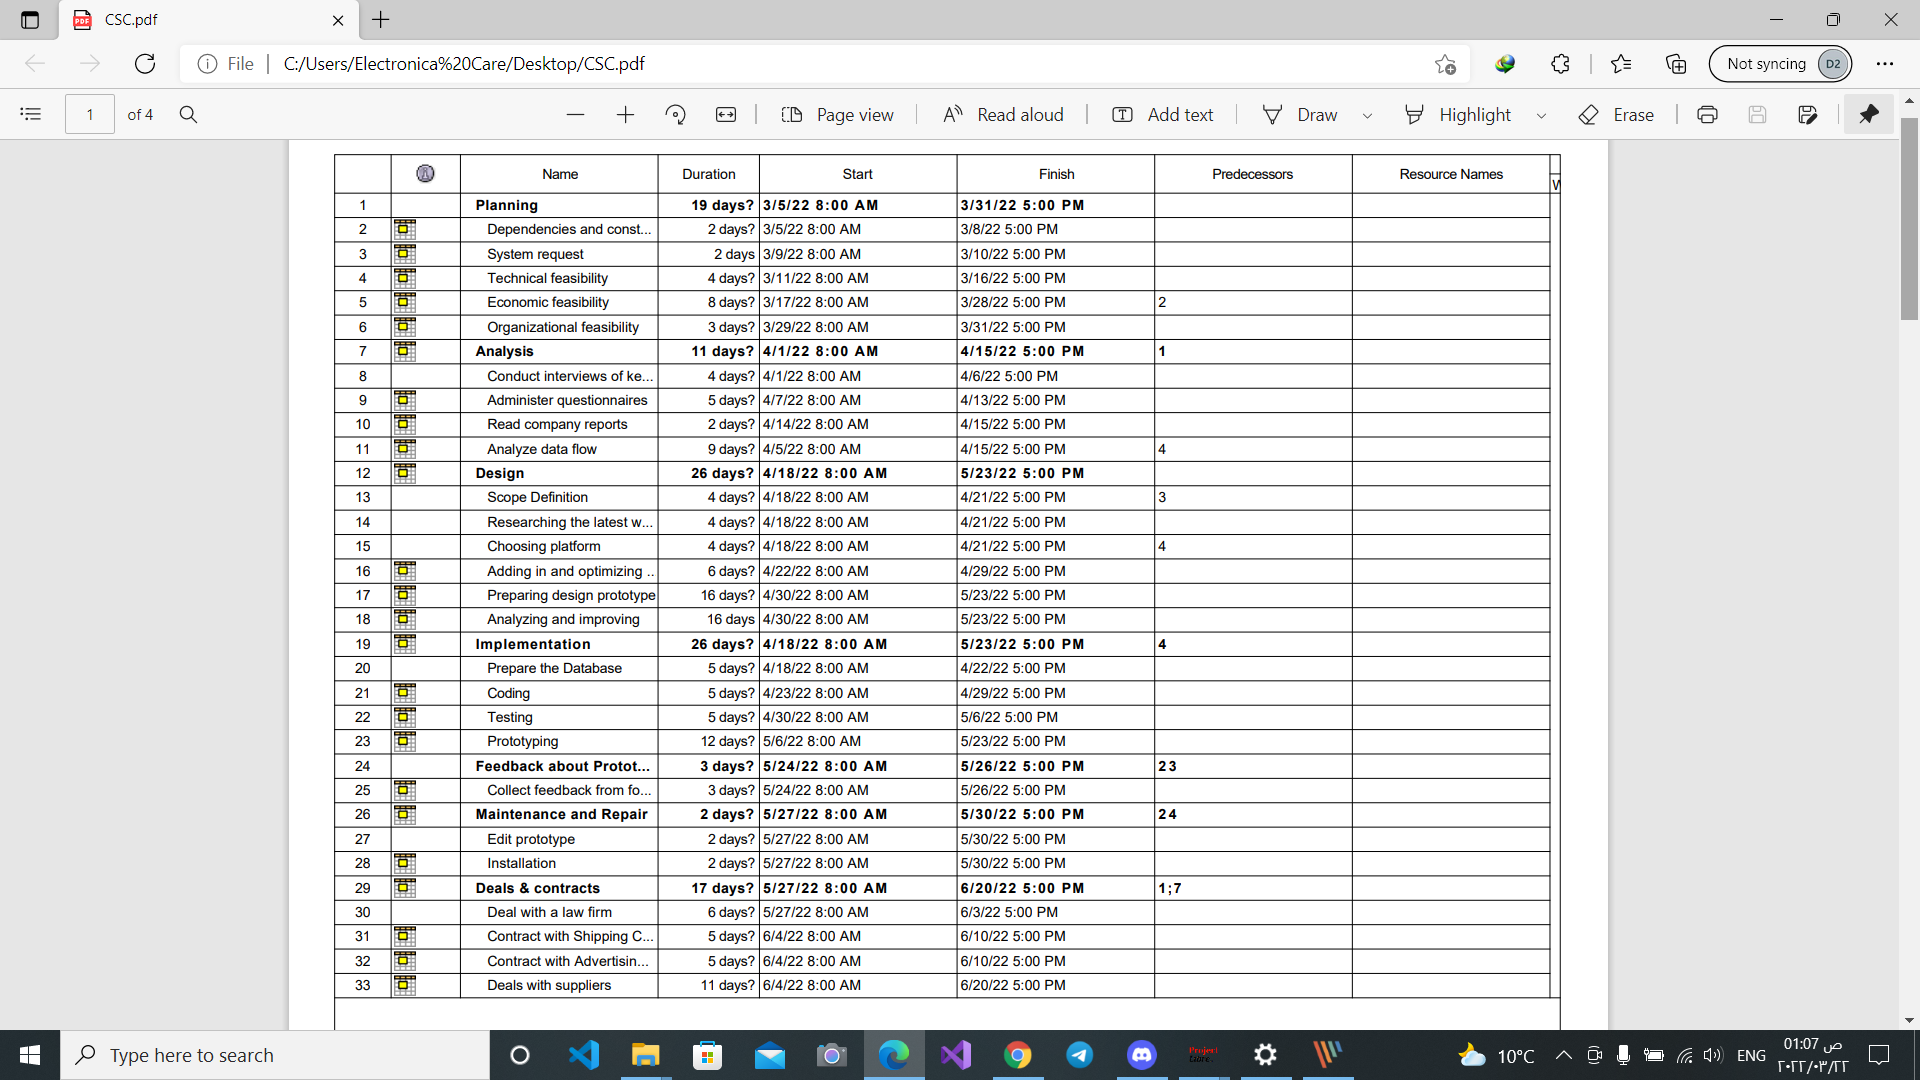 CSC.pdf
File C:/Users/Electronica%20Care/Desktop/CSC.pdf Not syncing D2
1 of 4 Page view Read aloud Add text Draw Highlight Erase
Name Duration Start Finish Predecessors Resource Names
1 Planning 19 days? 3/5/22 8:00 AM 3/31/22 5:00 PM
2 Dependencies and const... 2 days? 3/5/22 8:00 AM 3/8/22 5:00 PM
3 System request 2 days 3/9/22 8:00 AM 3/10/22 5:00 PM
4 Technical feasibility 4 days? 3/11/22 8:00 AM 3/16/22 5:00 PM
5 Economic feasibility 8 days? 3/17/22 8:00 AM 3/28/22 5:00 PM 2
6 Organizational feasibility 3 days? 3/29/22 8:00 AM 3/31/22 5:00 PM
7 Analysis 11 days? 4/1/22 8:00 AM 4/15/22 5:00 PM 1
8 Conduct interviews of ke... 4 days? 4/1/22 8:00 AM 4/6/22 5:00 PM
9 Administer questionnaires 5 days? 4/7/22 8:00 AM 4/13/22 5:00 PM
10 Read company reports 2 days? 4/14/22 8:00 AM 4/15/22 5:00 PM
11 Analyze data flow 9 days? 4/5/22 8:00 AM 4/15/22 5:00 PM 4
12 Design 26 days? 4/18/22 8:00 AM 5/23/22 5:00 PM
13 Scope Definition 4 days? 4/18/22 8:00 AM 4/21/22 5:00 PM 3
14 Researching the latest w... 4 days? 4/18/22 8:00 AM 4/21/22 5:00 PM
15 Choosing platform 4 days? 4/18/22 8:00 AM 4/21/22 5:00 PM 4
16 Adding in and optimizing .. 6 days? 4/22/22 8:00 AM 4/29/22 5:00 PM
17 Preparing design prototype 16 days? 4/30/22 8:00 AM 5/23/22 5:00 PM
18 Analyzing and improving 16 days 4/30/22 8:00 AM 5/23/22 5:00 PM
19 Implementation 26 days? 4/18/22 8:00 AM 5/23/22 5:00 PM 4
20 Prepare the Database 5 days? 4/18/22 8:00 AM 4/22/22 5:00 PM
21 Coding 5 days? 4/23/22 8:00 AM 4/29/22 5:00 PM
22 Testing 5 days? 4/30/22 8:00 AM 5/6/22 5:00 PM
23 Prototyping 12 days? 5/6/22 8:00 AM 5/23/22 5:00 PM
24 Feedback about Protot... 3 days? 5/24/22 8:00 AM 5/26/22 5:00 PM 23
25 Collect feedback from fo... 3 days? 5/24/22 8:00 AM 5/26/22 5:00 PM
26 Maintenance and Repair 2 days? 5/27/22 8:00 AM 5/30/22 5:00 PM 24
27 Edit prototype 2 days? 5/27/22 8:00 AM 5/30/22 5:00 PM
28 Installation 2 days? 5/27/22 8:00 AM 5/30/22 5:00 PM
29 Deals & contracts 17 days? 5/27/22 8:00 AM 6/20/22 5:00 PM 1;7
30 Deal with a law firm 6 days? 5/27/22 8:00 AM 6/3/22 5:00 PM
31 Contract with Shipping C... 5 days? 6/4/22 8:00 AM 6/10/22 5:00 PM
32 Contract with Advertisin... 5 days? 6/4/22 8:00 AM 6/10/22 5:00 PM
33 Deals with suppliers 11 days? 6/4/22 8:00 AM 6/20/22 5:00 PM
Type here to search 10°C ENG 01:07 ص
٢٠٢٢/٠٣/٢٢